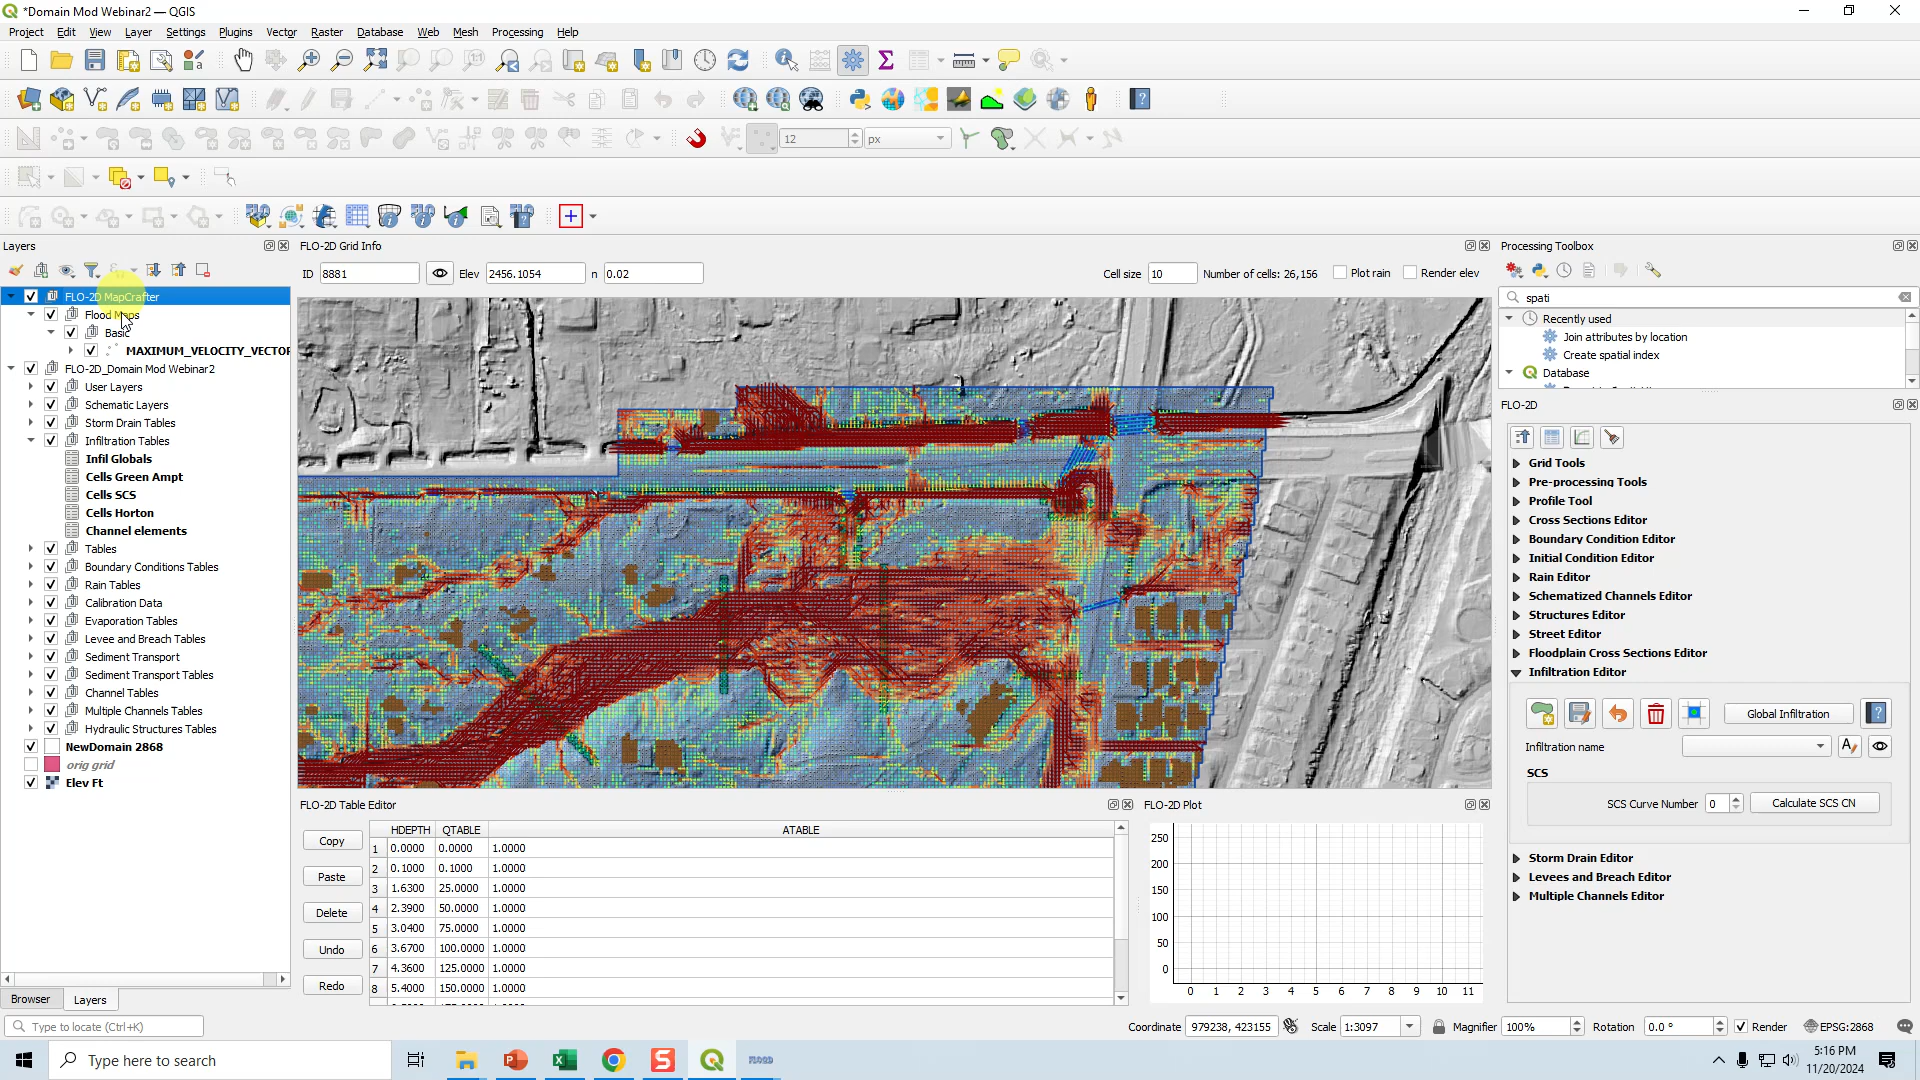 *Domain Mod Webinar2 — QGIS
Project Edit View Layer Settings Plugins Vector Raster Database Web Mesh Processing Help
12 px
Layers
FLO-2D Grid Info
Processing Toolbox
ID 8881 Elev 2456.1054 n 0.02 Cell size 10 Number of cells: 26,156 Plot rain Render elev
spati
Recently used
Join attributes by location
Create spatial index
Database
FLO-2D MapCrafter
Flood Maps
Basic
MAXIMUM_VELOCITY_VECTOR
FLO-2D_Domain Mod Webinar2
User Layers
Schematic Layers
Storm Drain Tables
Infiltration Tables
Infil Globals
Cells Green Ampt
Cells SCS
Cells Horton
Channel elements
Tables
Boundary Conditions Tables
Rain Tables
Calibration Data
Evaporation Tables
Levee and Breach Tables
Sediment Transport
Sediment Transport Tables
Channel Tables
Multiple Channels Tables
Hydraulic Structures Tables
NewDomain 2868
orig grid
Elev Ft
FLO-2D
Grid Tools
Pre-processing Tools
Profile Tool
Cross Sections Editor
Boundary Condition Editor
Initial Condition Editor
Rain Editor
Schematized Channels Editor
Structures Editor
Street Editor
Floodplain Cross Sections Editor
Infiltration Editor
Global Infiltration
Infiltration name
SCS
SCS Curve Number 0 Calculate SCS CN
Storm Drain Editor
Levees and Breach Editor
Multiple Channels Editor
FLO-2D Table Editor
Copy
Paste
Delete
Undo
Redo
HDEPTH QTABLE ATABLE
1 0.0000 0.0000 1.0000
2 0.1000 0.1000 1.0000
3 1.6300 25.0000 1.0000
4 2.3900 50.0000 1.0000
5 3.0400 75.0000 1.0000
6 3.6700 100.0000 1.0000
7 4.3600 125.0000 1.0000
8 5.4000 150.0000 1.0000
FLO-2D Plot
250
200
150
100
50
0
0 1 2 3 4 5 6 7 8 9 10 11
Browser Layers
Type to locate (Ctrl+K)
Coordinate 979238, 423155 Scale 1:3097 Magnifier 100% Rotation 0.0 ° Render EPSG:2868
Type here to search
5:16 PM
11/20/2024